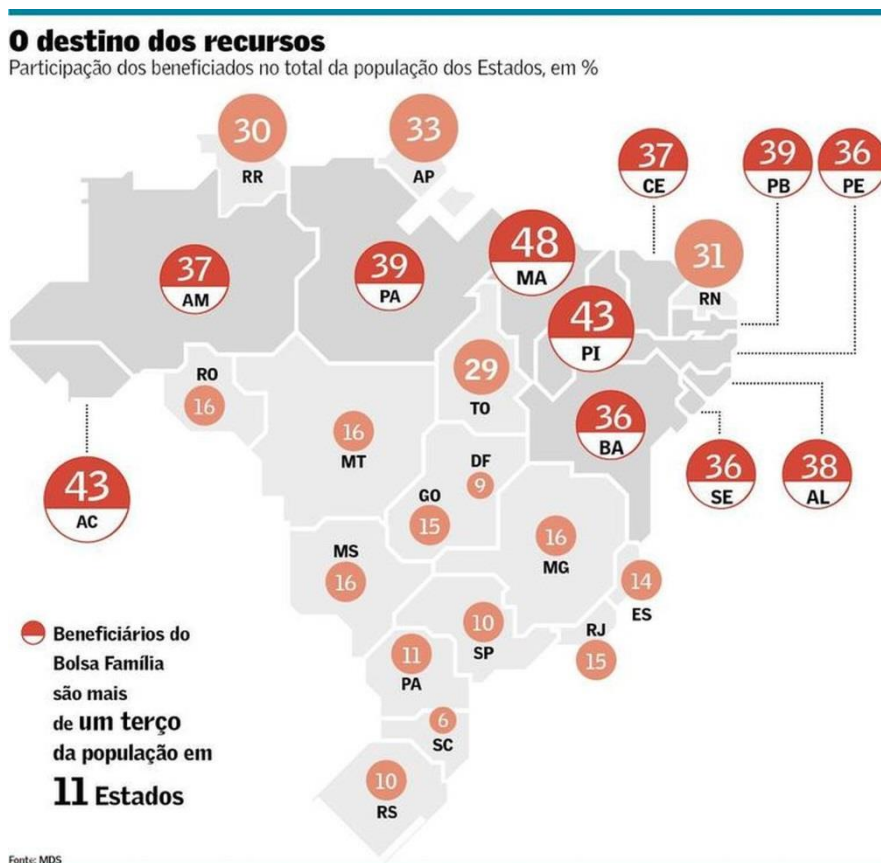 O destino dos recursos
Participação dos beneficiados no total da população dos Estados, em %
30
RR
33
AP
37
CE
39
PB
36
PE
37
AM
39
PA
48
MA
31
RN
43
PI
RO
16
29
TO
16
MT
36
BA
43
AC
DF
9
GO
15
36
SE
38
AL
MS
16
16
MG
14
ES
10
SP
RJ
15
11
PA
6
SC
10
RS
Beneficiários do
Bolsa Família
são mais
de um terço
da população em
11 Estados
Fonte: MDS